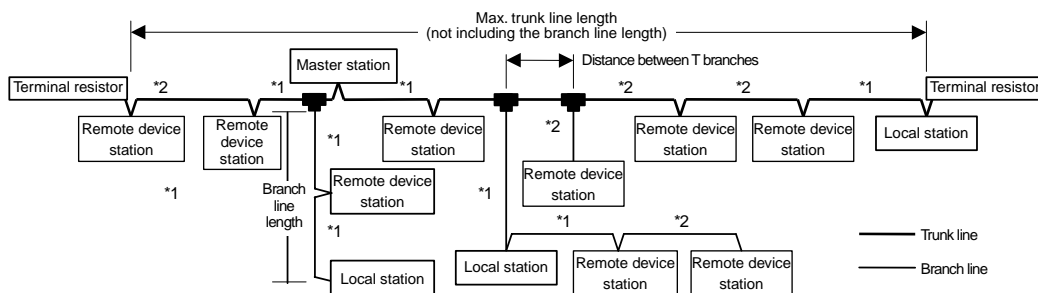 Max. trunk line length
(not including the branch line length)
Master station
Distance between T branches
Terminal resistor
*2
*1
*1
*2
*2
*1
Terminal resistor
Remote device
station
Remote
device
station
*1
Remote device
station
*2
Remote device
station
Remote device
station
Local station
*1
Branch
line
length
Remote device
station
*1
Remote device
station
*1
*1
*2
Local station
Local station
Remote device
station
Remote device
station
Trunk line
Branch line